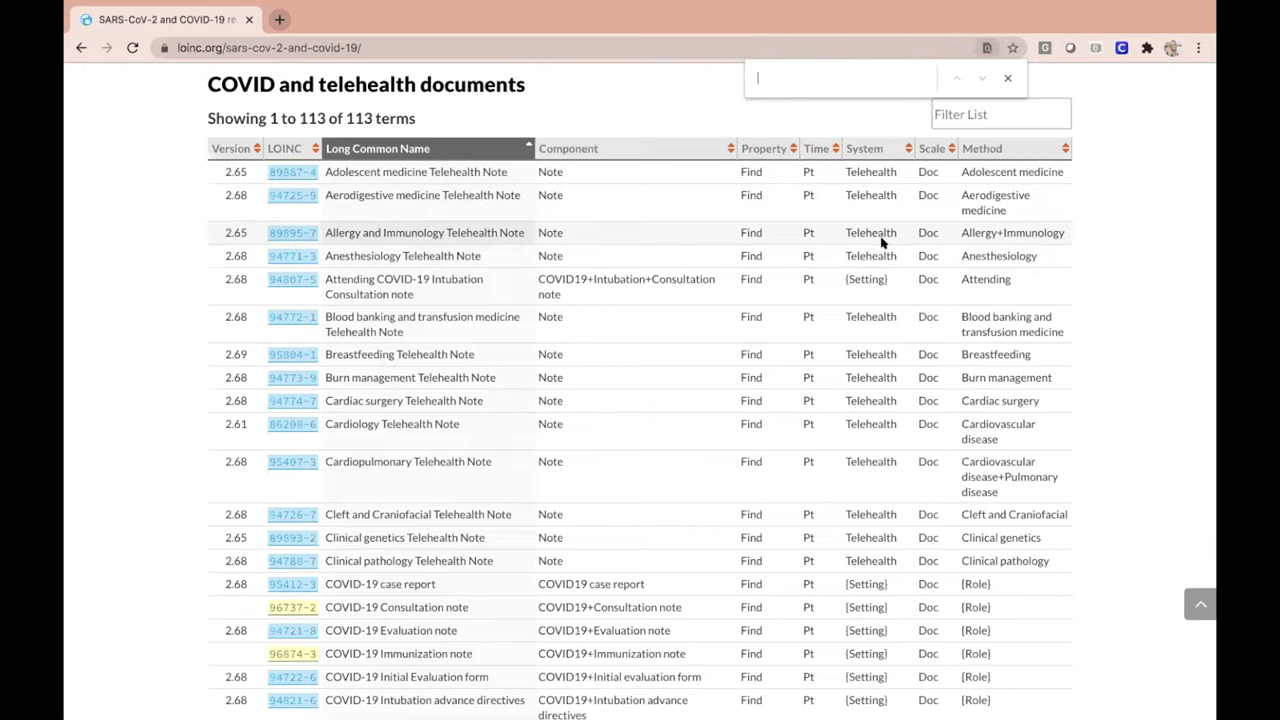 SARS-CoV-2 and COVID-19 re
loinc.org/sars-cov-2-and-covid-19/
COVID and telehealth documents
Showing 1 to 113 of 113 terms
Filter List
Version LOINC Long Common Name Component Property Time System Scale Method
2.65 89887-4 Adolescent medicine Telehealth Note Note Find Pt Telehealth Doc Adolescent medicine
2.68 94725-9 Aerodigestive medicine Telehealth Note Note Find Pt Telehealth Doc Aerodigestive
medicine
2.65 89895-7 Allergy and Immunology Telehealth Note Note Find Pt Telehealth Doc Allergy+Immunology
2.68 94771-3 Anesthesiology Telehealth Note Note Find Pt Telehealth Doc Anesthesiology
2.68 94807-5 Attending COVID-19 Intubation COVID19+Intubation+Consultation Find Pt {Setting} Doc Attending
Consultation note note
2.68 94772-1 Blood banking and transfusion medicine Note Find Pt Telehealth Doc Blood banking and
Telehealth Note transfusion medicine
2.69 95804-1 Breastfeeding Telehealth Note Note Find Pt Telehealth Doc Breastfeeding
2.68 94773-9 Burn management Telehealth Note Note Find Pt Telehealth Doc Burn management
2.68 94774-7 Cardiac surgery Telehealth Note Note Find Pt Telehealth Doc Cardiac surgery
2.61 86208-6 Cardiology Telehealth Note Note Find Pt Telehealth Doc Cardiovascular
disease
2.68 95407-3 Cardiopulmonary Telehealth Note Note Find Pt Telehealth Doc Cardiovascular
disease+Pulmonary
disease
2.68 94726-7 Cleft and Craniofacial Telehealth Note Note Find Pt Telehealth Doc Cleft and Craniofacial
2.65 89893-2 Clinical genetics Telehealth Note Note Find Pt Telehealth Doc Clinical genetics
2.68 94788-7 Clinical pathology Telehealth Note Note Find Pt Telehealth Doc Clinical pathology
2.68 95412-3 COVID-19 case report COVID19 case report Find Pt {Setting} Doc {Role}
96737-2 COVID-19 Consultation note COVID19+Consultation note Find Pt {Setting} Doc {Role}
2.68 94721-8 COVID-19 Evaluation note COVID19+Evaluation note Find Pt {Setting} Doc {Role}
96874-3 COVID-19 Immunization note COVID19+Immunization note Find Pt {Setting} Doc {Role}
2.68 94722-6 COVID-19 Initial Evaluation form COVID19+Initial evaluation form Find Pt {Setting} Doc {Role}
2.68 94821-6 COVID-19 Intubation advance directives COVID19+Intubation advance Find Pt {Setting} Doc {Role}
directives